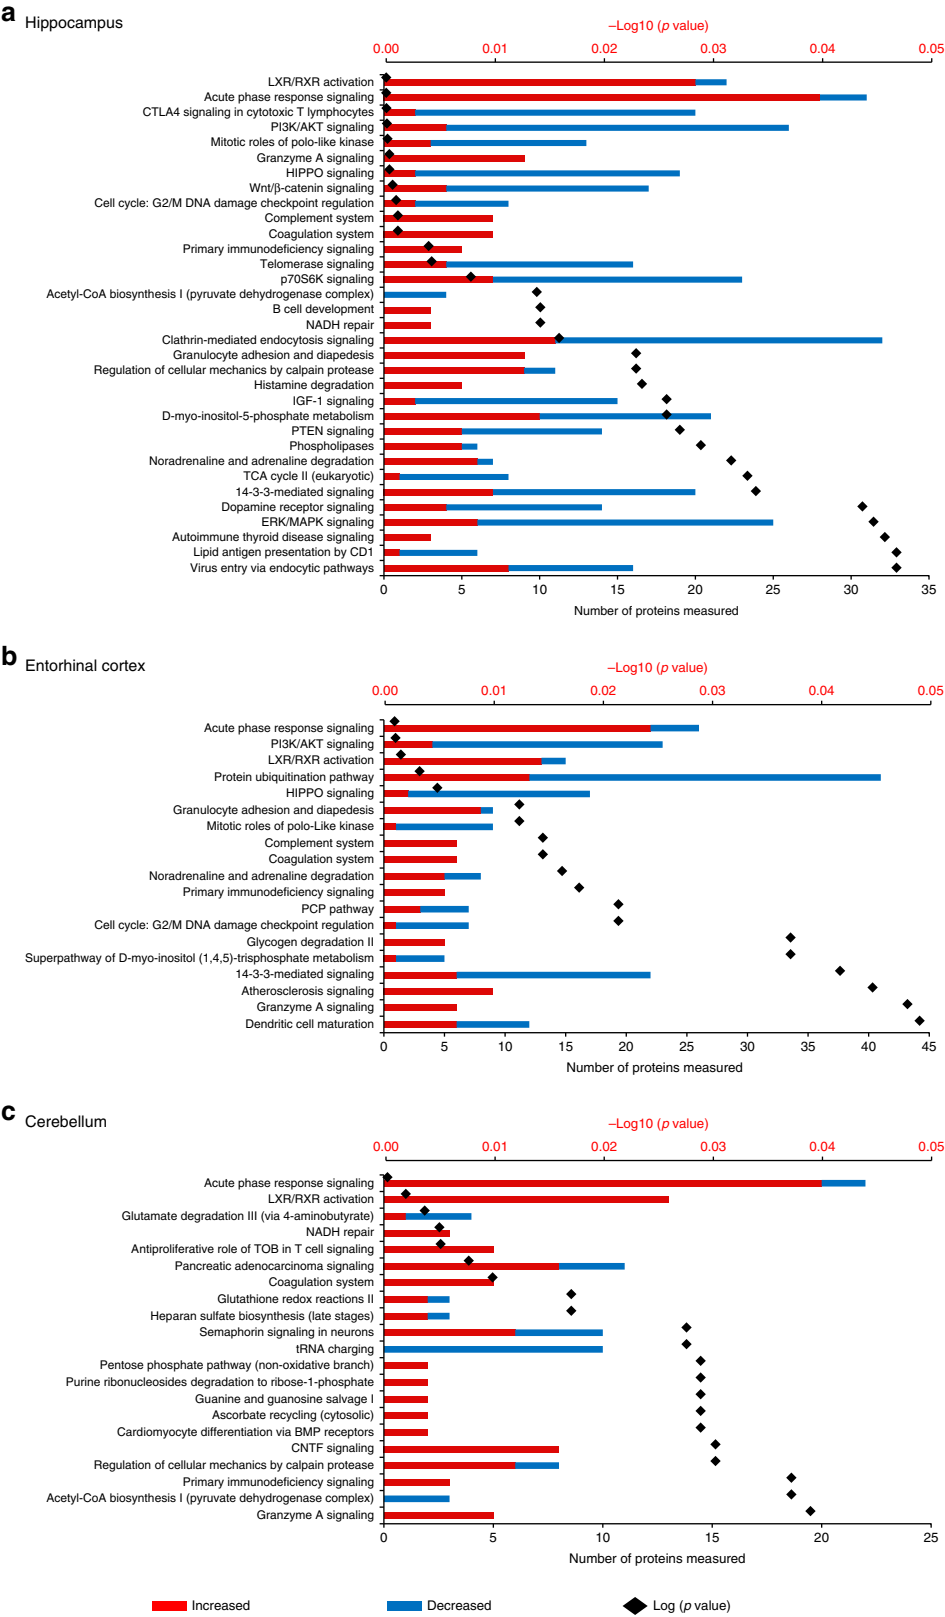 a Hippocampus
–Log10 (p value)
0.00 0.01 0.02 0.03 0.04 0.05
LXR/RXR activation
Acute phase response signaling
CTLA4 signaling in cytotoxic T lymphocytes
PI3K/AKT signaling
Mitotic roles of polo-like kinase
Granzyme A signaling
HIPPO signaling
Wnt/β-catenin signaling
Cell cycle: G2/M DNA damage checkpoint regulation
Complement system
Coagulation system
Primary immunodeficiency signaling
Telomerase signaling
p70S6K signaling
Acetyl-CoA biosynthesis I (pyruvate dehydrogenase complex)
B cell development
NADH repair
Clathrin-mediated endocytosis signaling
Granulocyte adhesion and diapedesis
Regulation of cellular mechanics by calpain protease
Histamine degradation
IGF-1 signaling
D-myo-inositol-5-phosphate metabolism
PTEN signaling
Phospholipases
Noradrenaline and adrenaline degradation
TCA cycle II (eukaryotic)
14-3-3-mediated signaling
Dopamine receptor signaling
ERK/MAPK signaling
Autoimmune thyroid disease signaling
Lipid antigen presentation by CD1
Virus entry via endocytic pathways
0 5 10 15 20 25 30 35
Number of proteins measured
b Entorhinal cortex
–Log10 (p value)
0.00 0.01 0.02 0.03 0.04 0.05
Acute phase response signaling
PI3K/AKT signaling
LXR/RXR activation
Protein ubiquitination pathway
HIPPO signaling
Granulocyte adhesion and diapedesis
Mitotic roles of polo-Like kinase
Complement system
Coagulation system
Noradrenaline and adrenaline degradation
Primary immunodeficiency signaling
PCP pathway
Cell cycle: G2/M DNA damage checkpoint regulation
Glycogen degradation II
Superpathway of D-myo-inositol (1,4,5)-trisphosphate metabolism
14-3-3-mediated signaling
Atherosclerosis signaling
Granzyme A signaling
Dendritic cell maturation
0 5 10 15 20 25 30 35 40 45
Number of proteins measured
c Cerebellum
–Log10 (p value)
0.00 0.01 0.02 0.03 0.04 0.05
Acute phase response signaling
LXR/RXR activation
Glutamate degradation III (via 4-aminobutyrate)
NADH repair
Antiproliferative role of TOB in T cell signaling
Pancreatic adenocarcinoma signaling
Coagulation system
Glutathione redox reactions II
Heparan sulfate biosynthesis (late stages)
Semaphorin signaling in neurons
tRNA charging
Pentose phosphate pathway (non-oxidative branch)
Purine ribonucleosides degradation to ribose-1-phosphate
Guanine and guanosine salvage I
Ascorbate recycling (cytosolic)
Cardiomyocyte differentiation via BMP receptors
CNTF signaling
Regulation of cellular mechanics by calpain protease
Primary immunodeficiency signaling
Acetyl-CoA biosynthesis I (pyruvate dehydrogenase complex)
Granzyme A signaling
0 5 10 15 20 25
Number of proteins measured
Increased Decreased Log (p value)